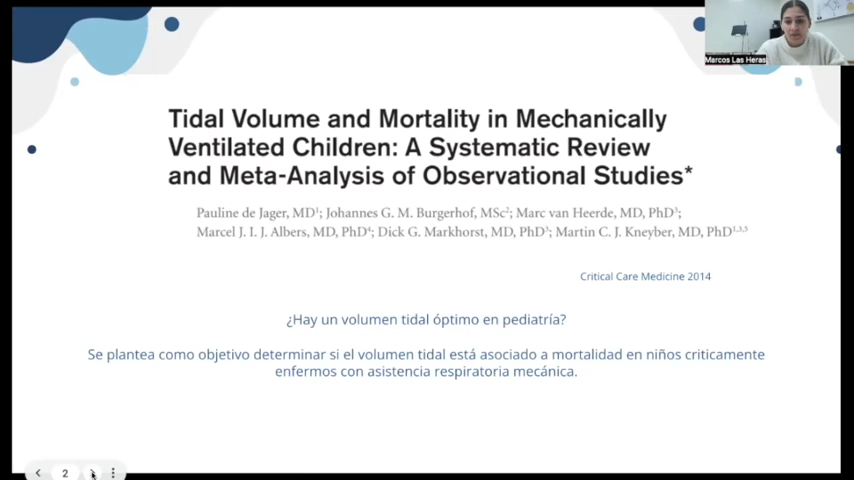 Marcos Las Heras
Tidal Volume and Mortality in Mechanically
Ventilated Children: A Systematic Review
and Meta-Analysis of Observational Studies*
Pauline de Jager, MD¹; Johannes G. M. Burgerhof, MSc²; Marc van Heerde, MD, PhD³;
Marcel J. I. J. Albers, MD, PhD⁴; Dick G. Markhorst, MD, PhD³; Martin C. J. Kneyber, MD, PhD¹,³,⁵
Critical Care Medicine 2014
¿Hay un volumen tidal óptimo en pediatría?
Se plantea como objetivo determinar si el volumen tidal está asociado a mortalidad en niños criticamente
enfermos con asistencia respiratoria mecánica.
2